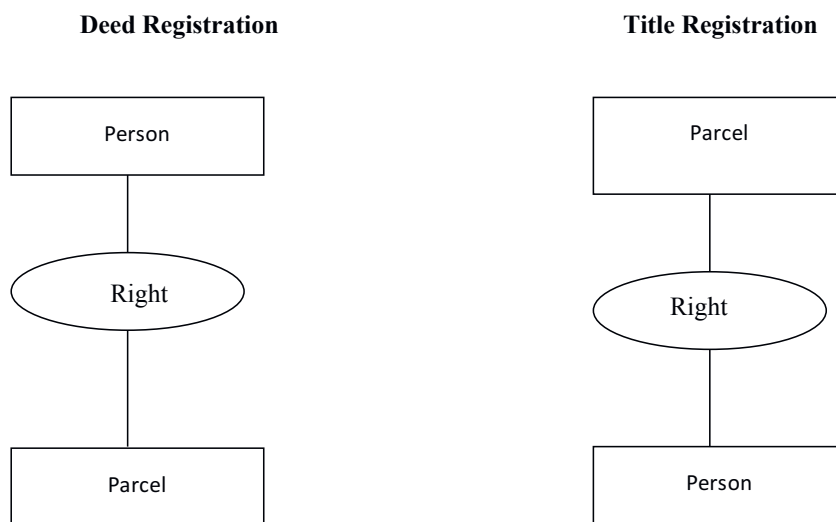 Deed Registration
Title Registration
Person
Parcel
Right
Right
Parcel
Person